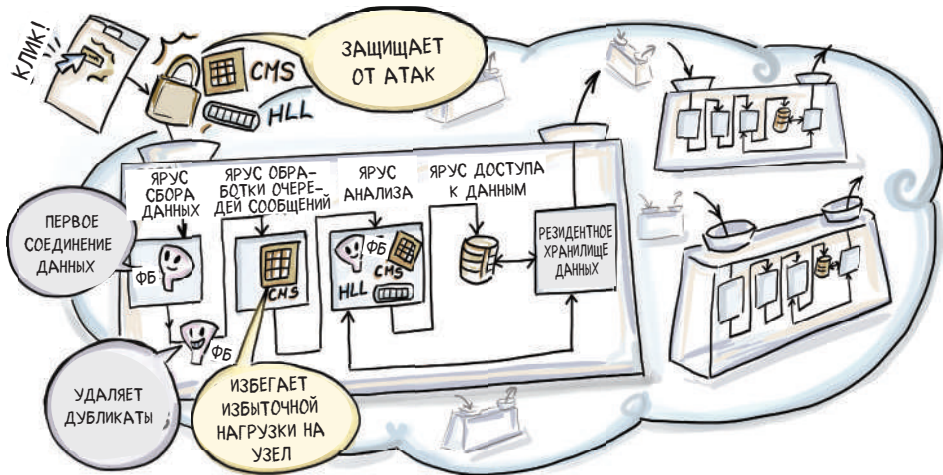 КЛИК!
CMS
HLL
ЗАЩИЩАЕТ
ОТ АТАК
ПЕРВОЕ
СОЕДИНЕНИЕ
ДАННЫХ
ЯРУС
СБОРА
ДАННЫХ
ФБ
ФБ
УДАЛЯЕТ
ДУБЛИКАТЫ
ЯРУС ОБРА-
БОТКИ ОЧЕРЕ-
ДЕЙ СООБЩЕНИЙ
CMS
ИЗБЕГАЕТ
ИЗБЫТОЧНОЙ
НАГРУЗКИ НА
УЗЕЛ
ЯРУС
АНАЛИЗА
ФБ
CMS
HLL
ЯРУС ДОСТУПА
К ДАННЫМ
РЕЗИДЕНТНОЕ
ХРАНИЛИЩЕ
ДАННЫХ